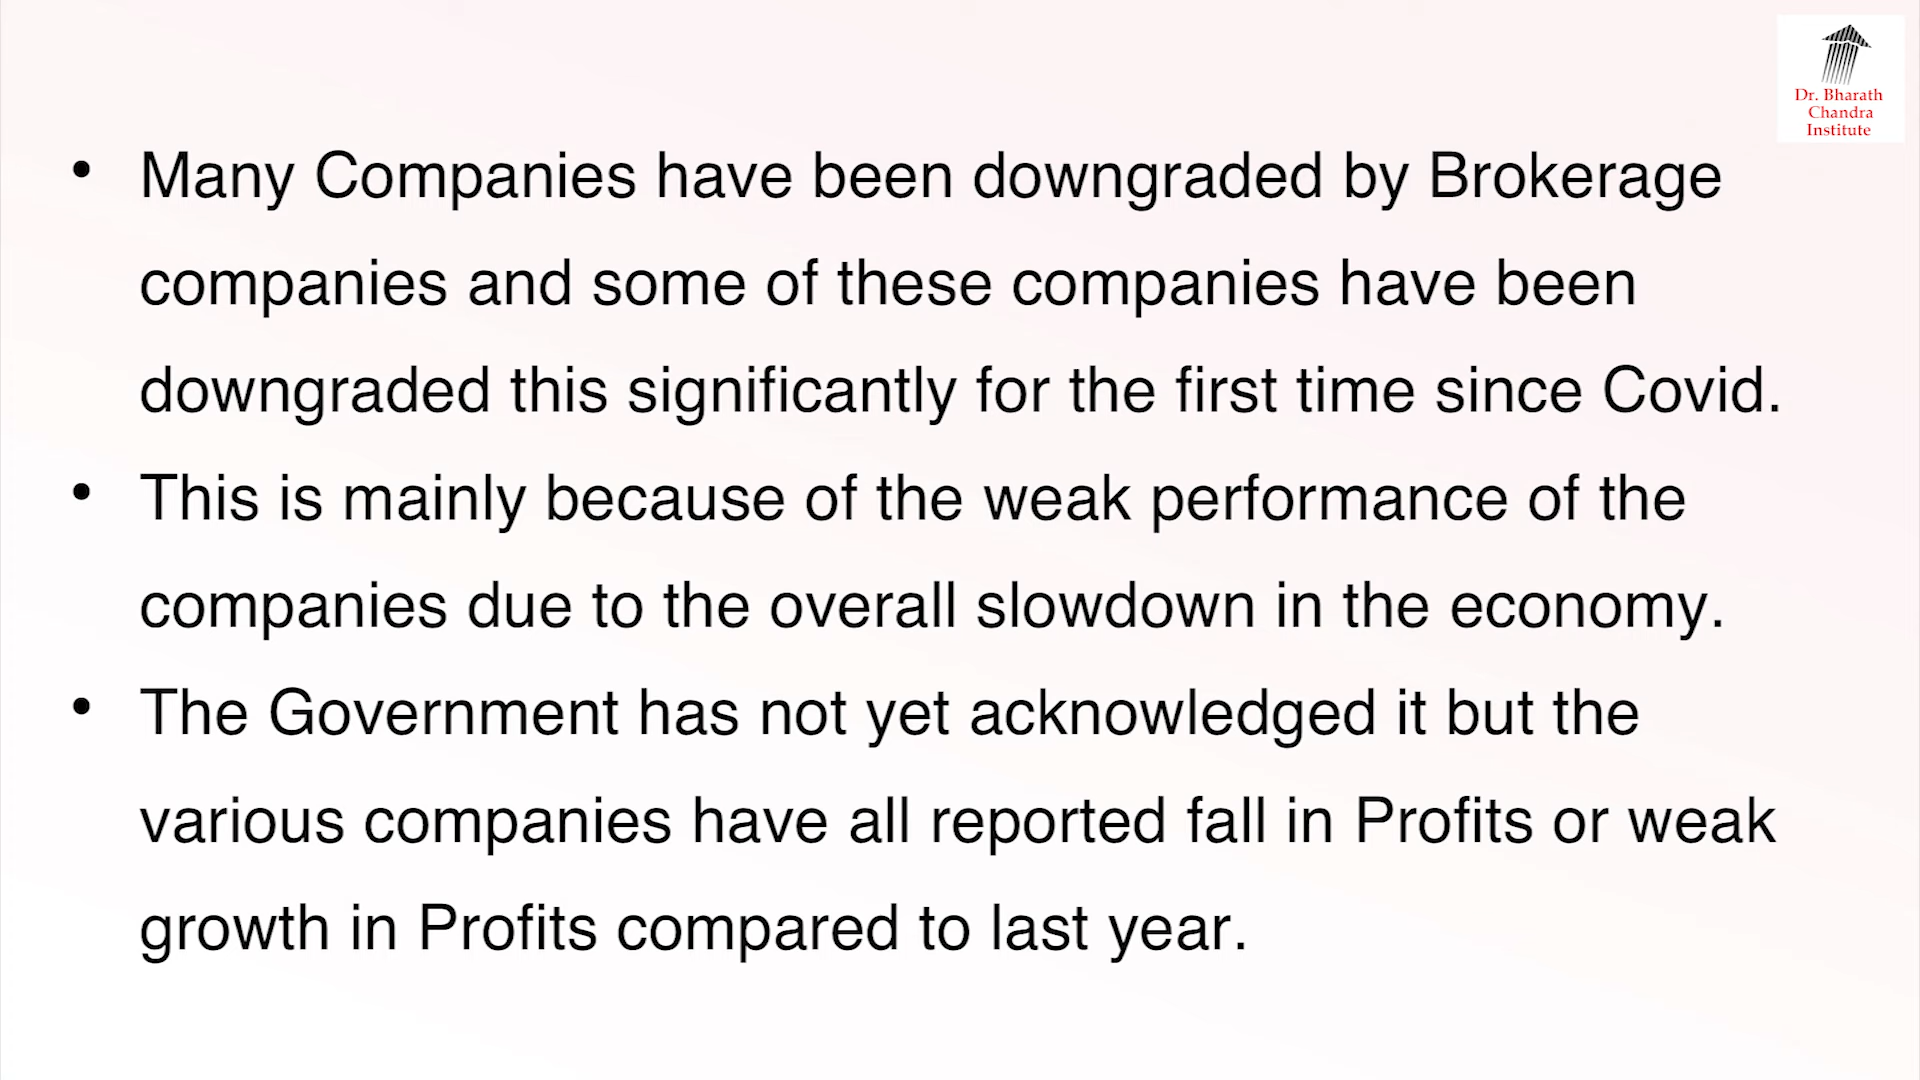 Dr. Bharath
Chandra
Institute
• Many Companies have been downgraded by Brokerage
companies and some of these companies have been
downgraded this significantly for the first time since Covid.
• This is mainly because of the weak performance of the
companies due to the overall slowdown in the economy.
• The Government has not yet acknowledged it but the
various companies have all reported fall in Profits or weak
growth in Profits compared to last year.